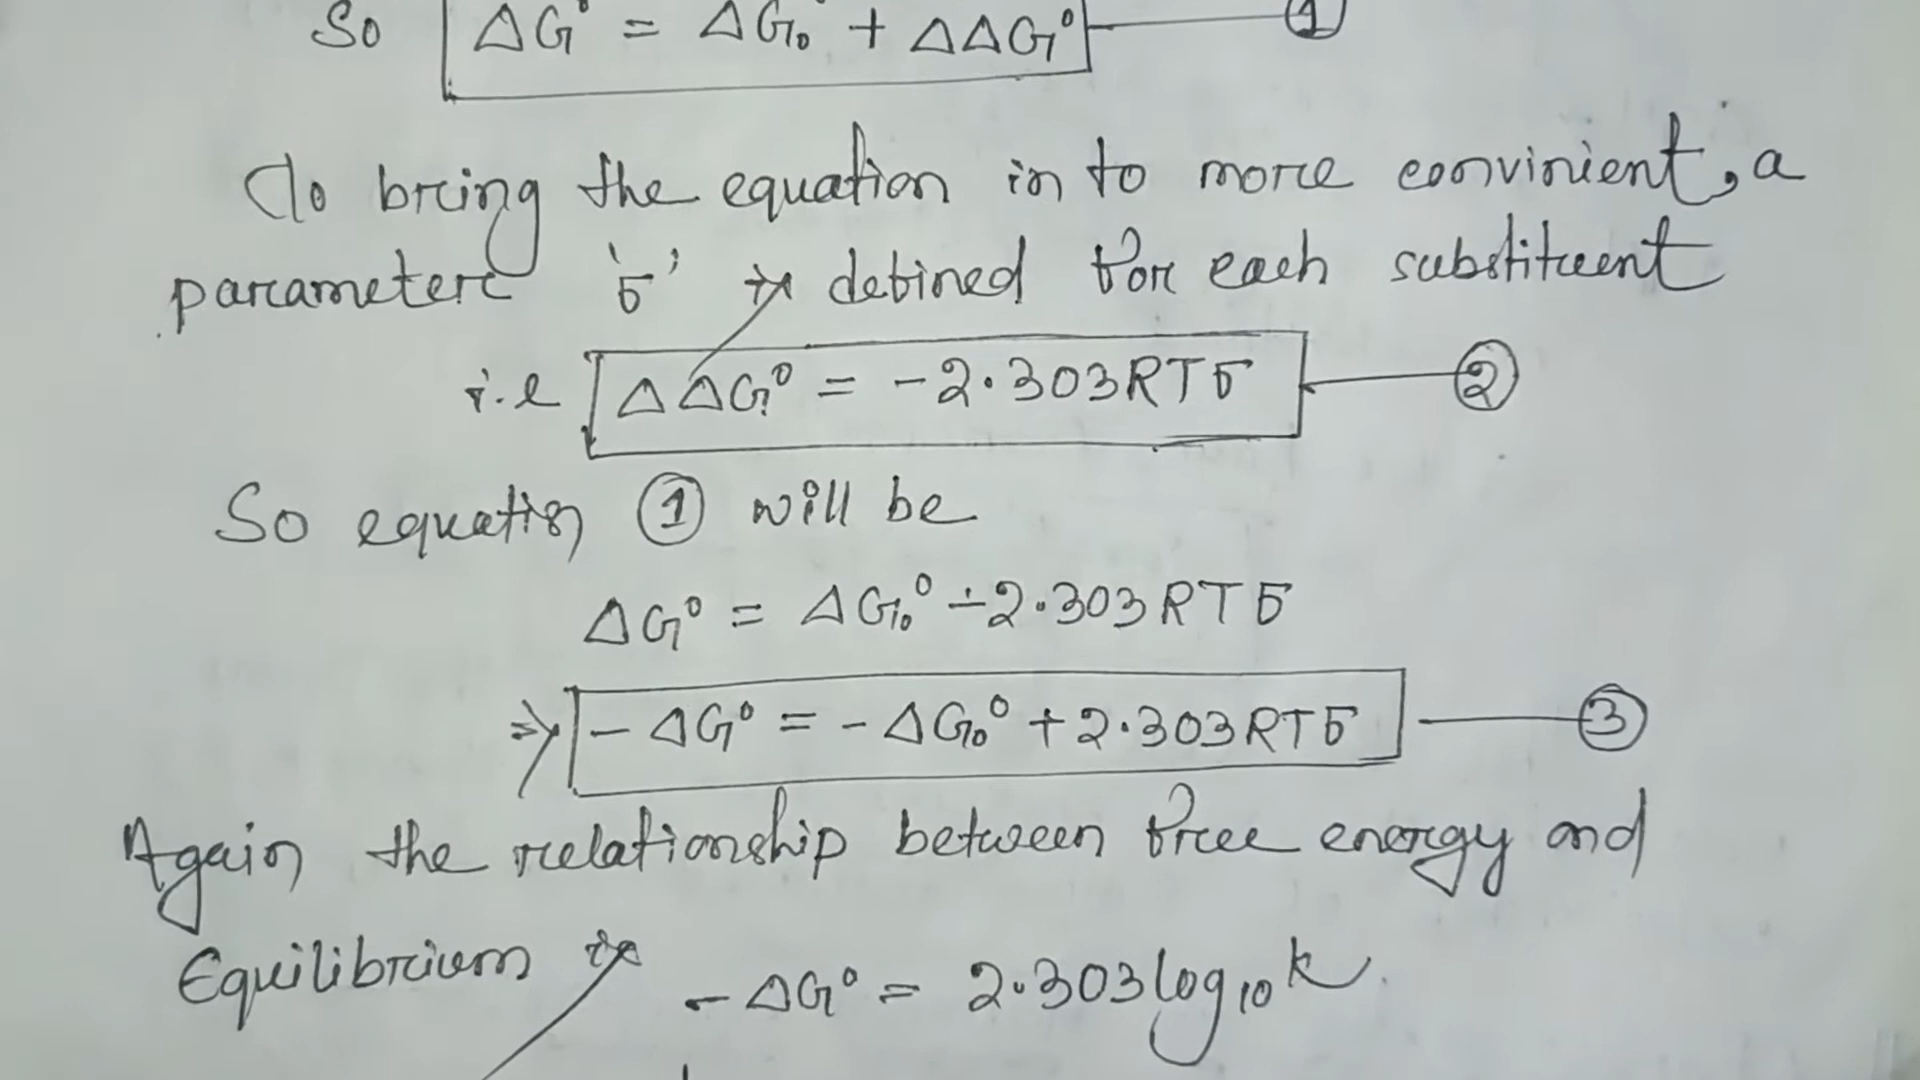 So ΔG° = ΔG₀° + ΔΔG° ①
To bring the equation in to more convinient, a
parameter 'σ' is defined for each substituent
i.e ΔΔG° = -2.303RTσ ②
So equation ① will be
ΔG° = ΔG₀° -2.303RTσ
⇒ -ΔG° = -ΔG₀° +2.303RTσ ③
Again the relationship between free energy and
Equilibrium is
-ΔG° = 2.303log₁₀k.